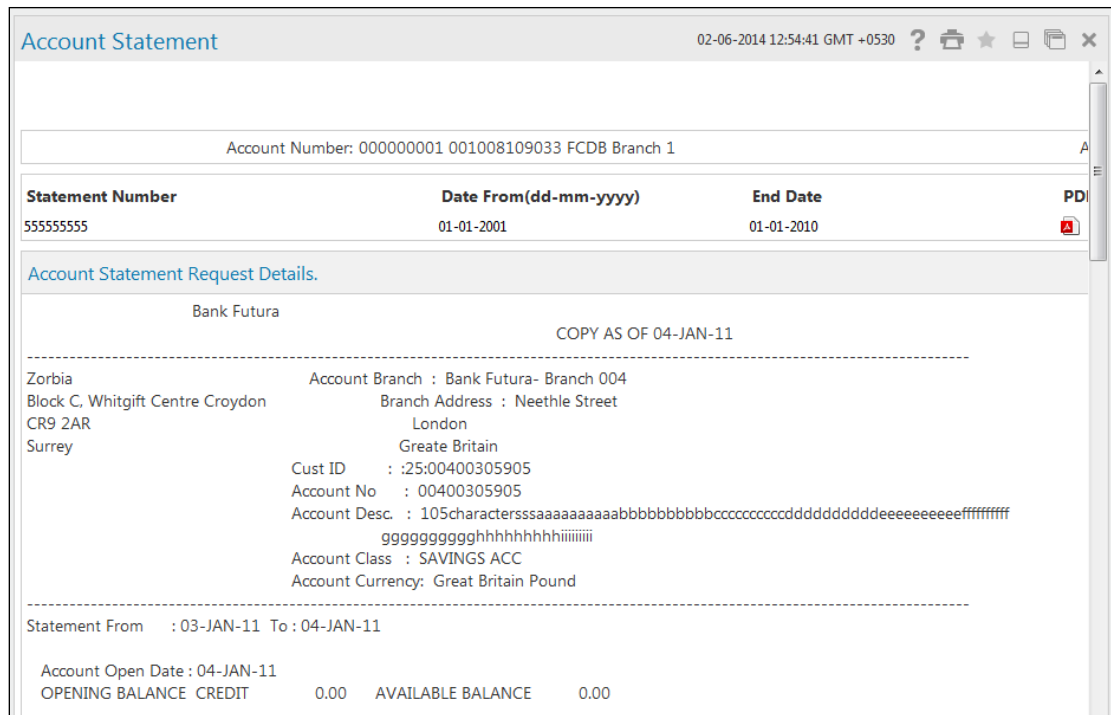 Account Statement 02-06-2014 12:54:41 GMT +0530 ?
Account Number: 000000001 001008109033 FCDB Branch 1 A
Statement Number Date From(dd-mm-yyyy) End Date PD
555555555 01-01-2001 01-01-2010
Account Statement Request Details.
Bank Futura
COPY AS OF 04-JAN-11
Zorbia Account Branch : Bank Futura- Branch 004
Block C, Whitgift Centre Croydon Branch Address : Neethle Street
CR9 2AR London
Surrey Greate Britain
Cust ID : :25:00400305905
Account No : 00400305905
Account Desc. : 105charactersssaaaaaaaaaabbbbbbbbbbccccccccccddddddddddeeeeeeeeeeffffffffff
gggggggggghhhhhhhhhhiiiiiiiii
Account Class : SAVINGS ACC
Account Currency: Great Britain Pound
Statement From : 03-JAN-11 To : 04-JAN-11
Account Open Date : 04-JAN-11
OPENING BALANCE CREDIT 0.00 AVAILABLE BALANCE 0.00